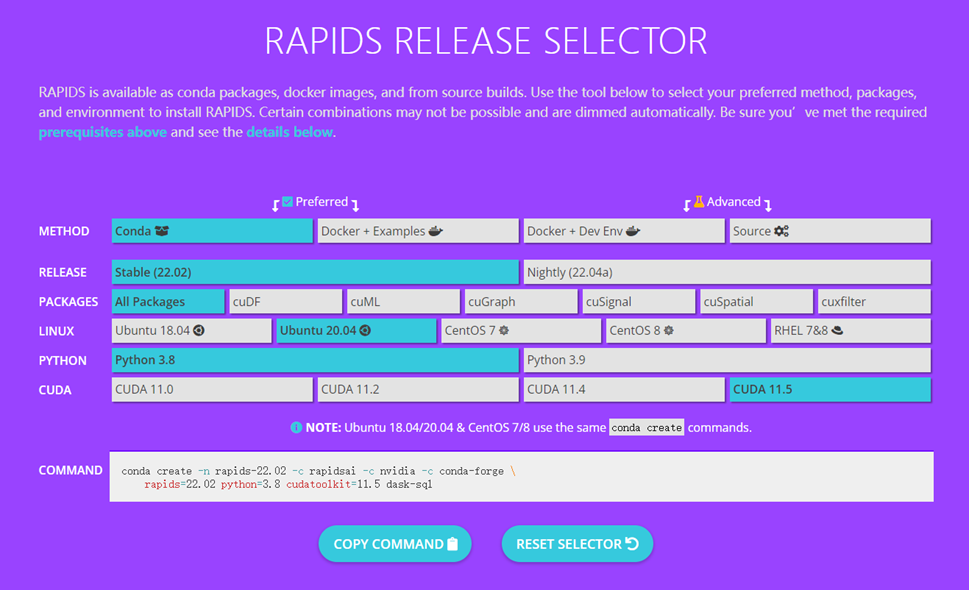 RAPIDS RELEASE SELECTOR
RAPIDS is available as conda packages, docker images, and from source builds. Use the tool below to select your preferred method, packages,
and environment to install RAPIDS. Certain combinations may not be possible and are dimmed automatically. Be sure you’ve met the required
prerequisites above and see the details below.
Preferred Advanced
METHOD Conda Docker + Examples Docker + Dev Env Source
RELEASE Stable (22.02) Nightly (22.04a)
PACKAGES All Packages cuDF cuML cuGraph cuSignal cuSpatial cuxfilter
LINUX Ubuntu 18.04 Ubuntu 20.04 CentOS 7 CentOS 8 RHEL 7&8
PYTHON Python 3.8 Python 3.9
CUDA CUDA 11.0 CUDA 11.2 CUDA 11.4 CUDA 11.5
NOTE: Ubuntu 18.04/20.04 & CentOS 7/8 use the same conda create commands.
COMMAND conda create -n rapids-22.02 -c rapidsai -c nvidia -c conda-forge \
rapids=22.02 python=3.8 cudatoolkit=11.5 dask-sql
COPY COMMAND RESET SELECTOR